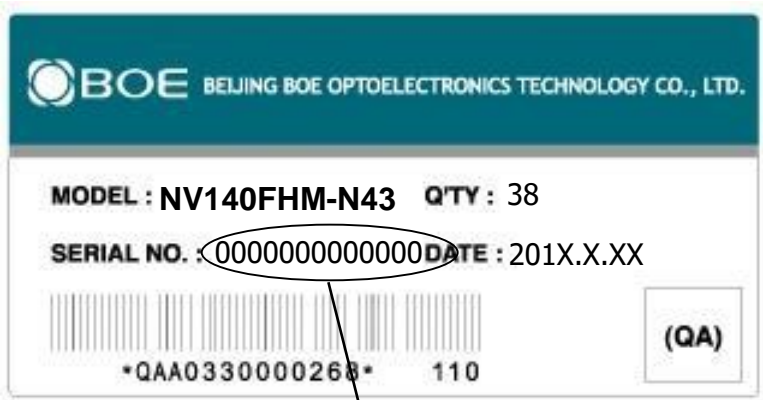 BOE BEIJING BOE OPTOELECTRONICS TECHNOLOGY CO., LTD.
MODEL : NV140FHM-N43 Q'TY : 38
SERIAL NO. : 0000000000000 DATE : 201X.X.XX
*QAA0330000268* 110
(QA)